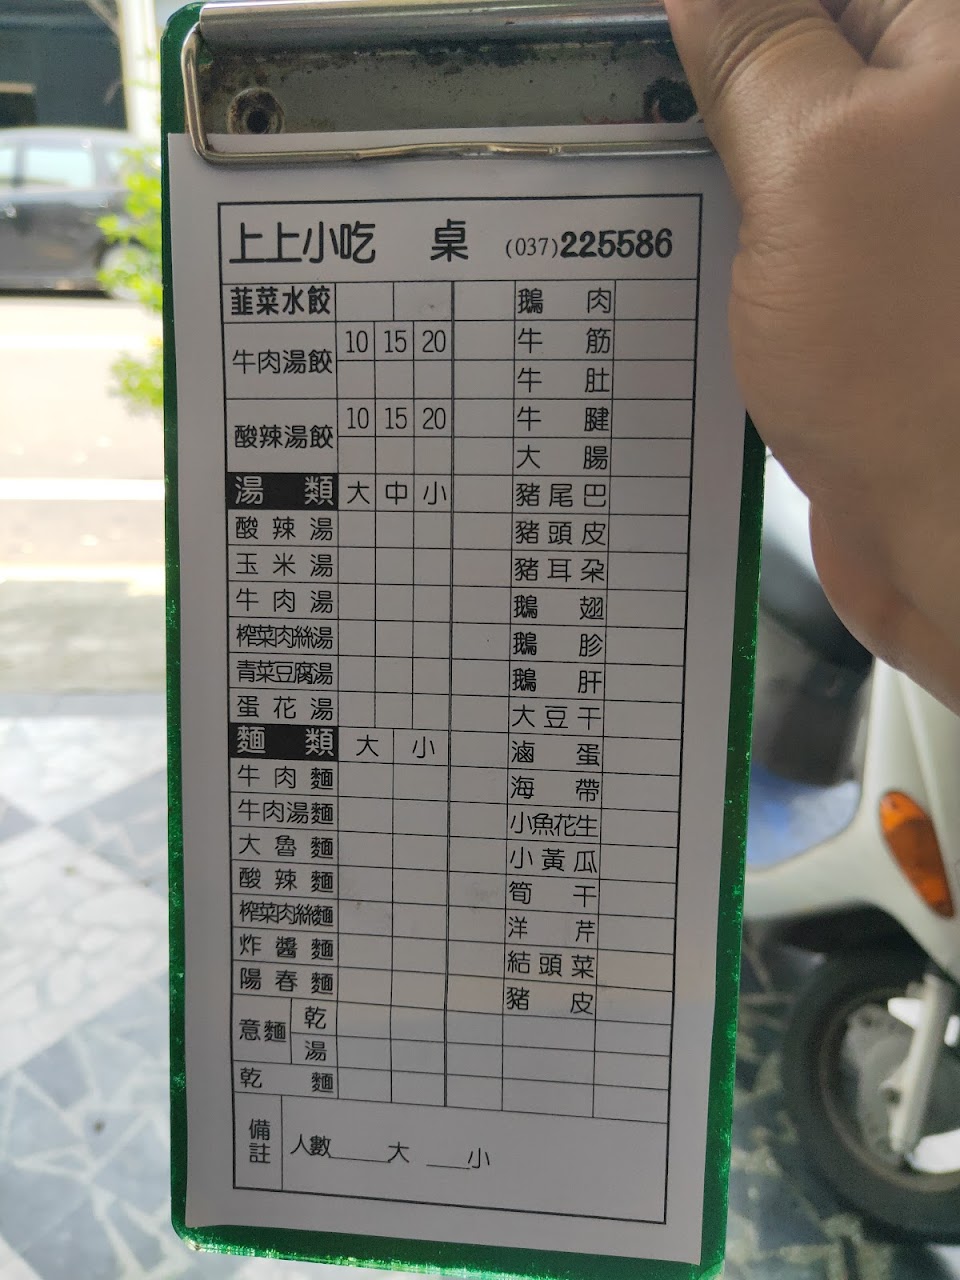 上上小吃 桌 (037)225586
韮菜水餃 鵝肉
牛肉湯餃 10 15 20 牛筋
牛肚
酸辣湯餃 10 15 20 牛腱
大腸
湯類 大 中 小 豬尾巴
酸辣湯 豬頭皮
玉米湯 豬耳朵
牛肉湯 鵝翅
榨菜肉絲湯 鵝胗
青菜豆腐湯 鵝肝
蛋花湯 大豆干
麵類 大 小 滷蛋
牛肉麵 海帶
牛肉湯麵 小魚花生
大魯麵 小黃瓜
酸辣麵 筍干
榨菜肉絲麵 洋芹
炸醬麵 結頭菜
陽春麵 豬皮
意麵 乾
湯
乾麵
備註 人數____大 ___小